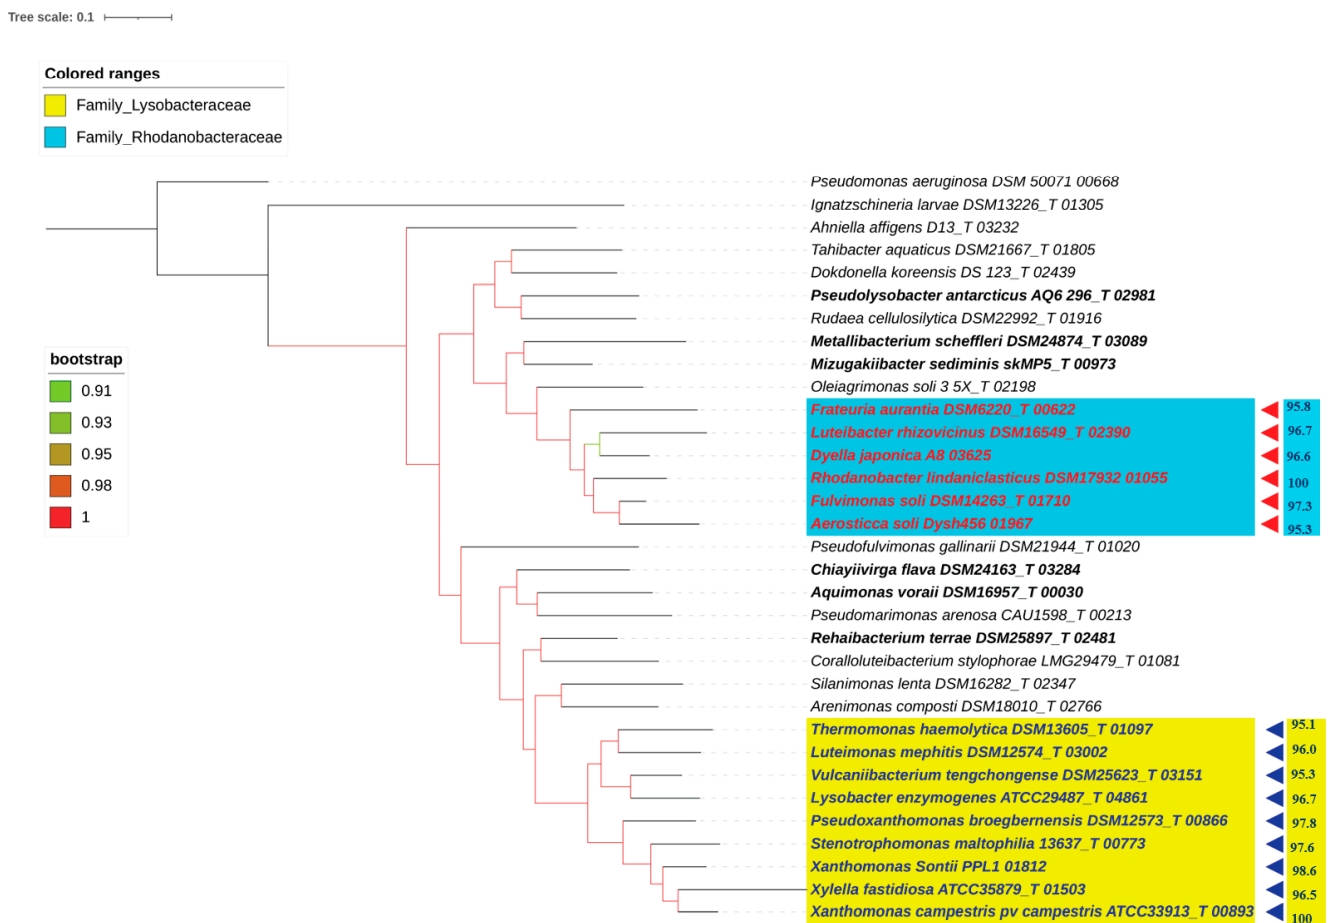 Tree scale: 0.1
Colored ranges
Family_Lysobacteraceae
Family_Rhodanobacteraceae
bootstrap
0.91
0.93
0.95
0.98
1
Pseudomonas aeruginosa DSM 50071 00668
Ignatzschineria larvae DSM13226_T 01305
Ahniella affigens D13_T 03232
Tahibacter aquaticus DSM21667_T 01805
Dokdonella koreensis DS 123_T 02439
Pseudolysobacter antarcticus AQ6 296_T 02981
Rudaea cellulosilytica DSM22992_T 01916
Metallibacterium scheffleri DSM24874_T 03089
Mizugakiibacter sediminis skMP5_T 00973
Oleiagrimonas soli 3 5X_T 02198
Frateuria aurantia DSM6220_T 00622 95.8
Luteibacter rhizovicinus DSM16549_T 02390 96.7
Dyella japonica A8 03625 96.6
Rhodanobacter lindaniclasticus DSM17932 01055 100
Fulvimonas soli DSM14263_T 01710 97.3
Aerosticca soli Dysh456 01967 95.3
Pseudofulvimonas gallinarii DSM21944_T 01020
Chiayiivirga flava DSM24163_T 03284
Aquimonas voraii DSM16957_T 00030
Pseudomarimonas arenosa CAU1598_T 00213
Rehaibacterium terrae DSM25897_T 02481
Coralloluteibacterium stylophorae LMG29479_T 01081
Silanimonas lenta DSM16282_T 02347
Arenimonas composti DSM18010_T 02766
Thermomonas haemolytica DSM13605_T 01097 95.1
Luteimonas mephitis DSM12574_T 03002 96.0
Vulcaniibacterium tengchongense DSM25623_T 03151 95.3
Lysobacter enzymogenes ATCC29487_T 04861 96.7
Pseudoxanthomonas broegbernensis DSM12573_T 00866 97.8
Stenotrophomonas maltophilia 13637_T 00773 97.6
Xanthomonas Sontii PPL1 01812 98.6
Xylella fastidiosa ATCC35879_T 01503 96.5
Xanthomonas campestris pv campestris ATCC33913_T 00893 100